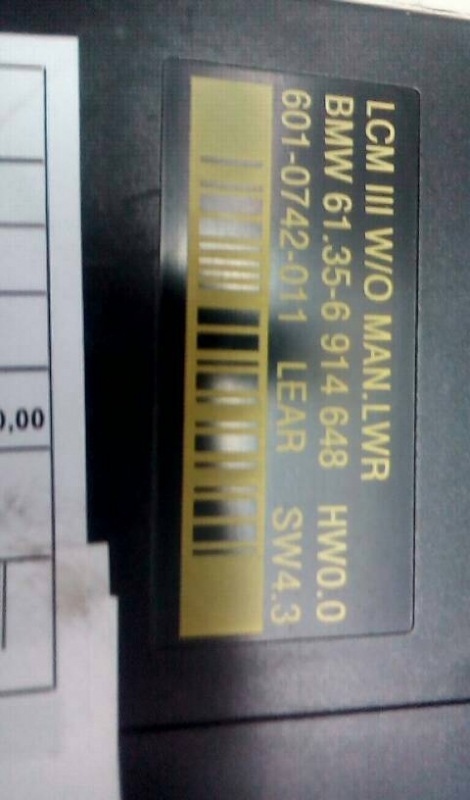 LCM III W/O MAN.LWR
BMW 61.35-6 914 648 HW0.0
601-0742-011 LEAR SW4.3
0,00